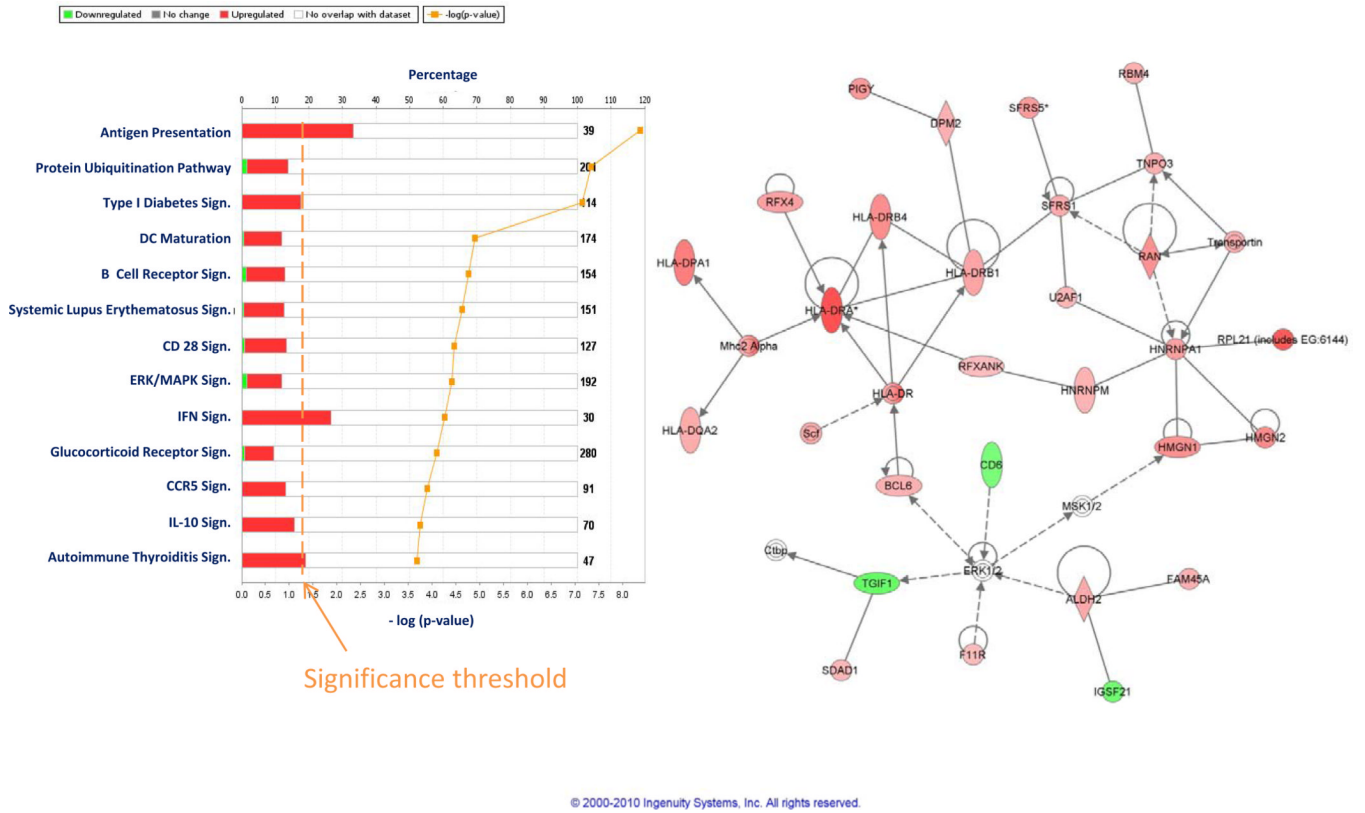 Downregulated No change Upregulated No overlap with dataset -log(p-value)
Percentage
0 10 20 30 40 50 60 70 80 90 100 110 120
Antigen Presentation 39
Protein Ubiquitination Pathway
Type I Diabetes Sign.
DC Maturation 174
B Cell Receptor Sign. 154
Systemic Lupus Erythematosus Sign. 151
CD 28 Sign. 127
ERK/MAPK Sign. 192
IFN Sign. 30
Glucocorticoid Receptor Sign. 280
CCR5 Sign. 91
IL-10 Sign. 70
Autoimmune Thyroiditis Sign. 47
0.0 0.5 1.0 1.5 2.0 2.5 3.0 3.5 4.0 4.5 5.0 5.5 6.0 6.5 7.0 7.5 8.0
- log (p-value)
Significance threshold
RBM4
PIGY
SFRS5*
DPM2
TNPO3
RFX4
SFRS1
HLA-DRB4
Transportin
RAN
HLA-DPA1
HLA-DRB1
U2AF1
HLA-DRA*
RPL21 (includes EG:6144)
Mhc2 Alpha
HNRNPA1
RFXANK
HNRNPM
HLA-DR
HLA-DQA2
Scf
HMGN2
HMGN1
CD6
BCL6
MSK1/2
Ctbp
ERK1/2
TGIF1
FAM45A
ALDH2
F11R
SDAD1
IGSF21
© 2000-2010 Ingenuity Systems, Inc. All rights reserved.